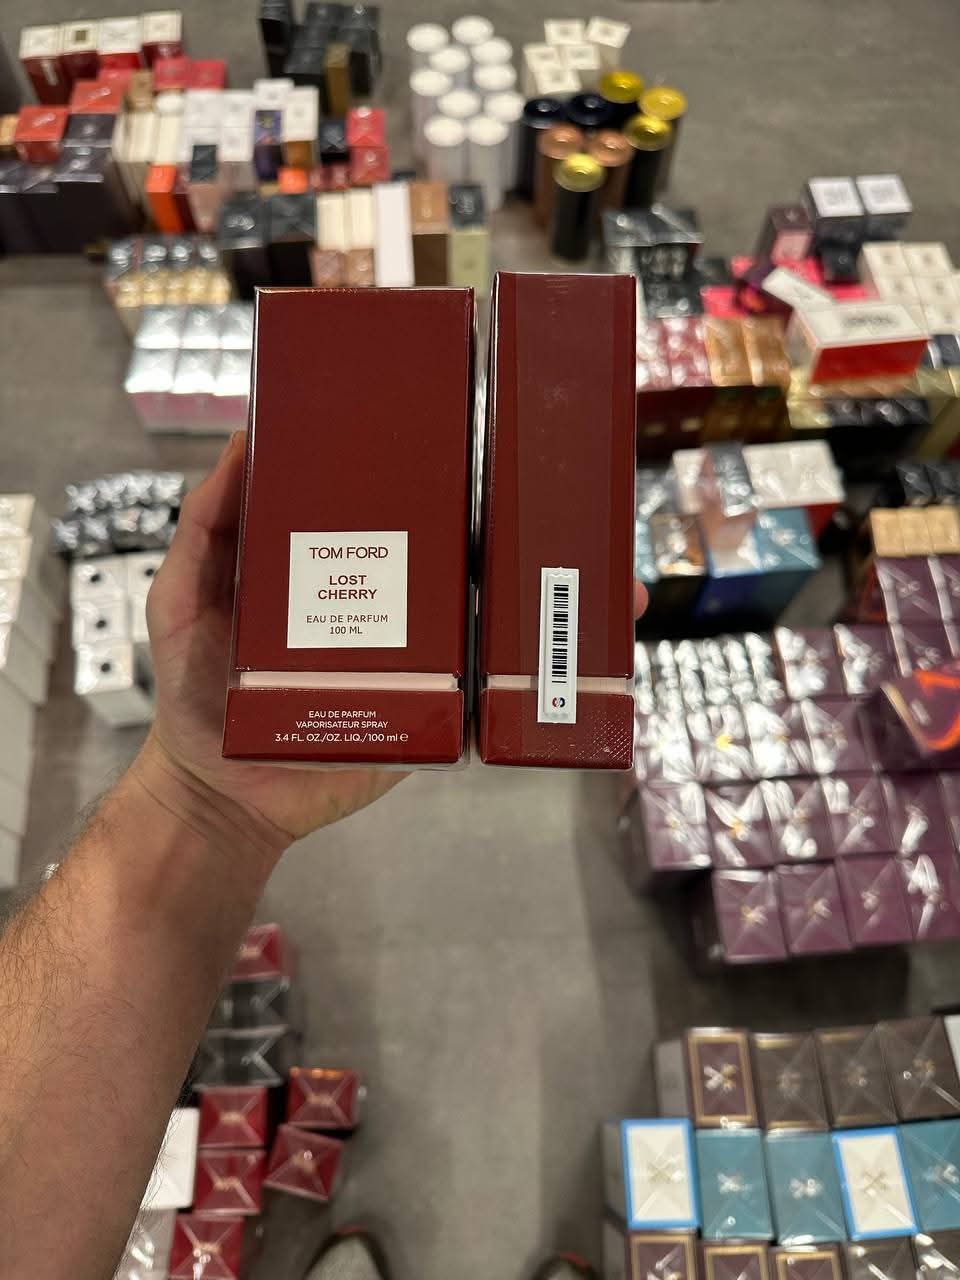 TOM FORD
LOST
CHERRY
EAU DE PARFUM
100 ML
EAU DE PARFUM
VAPORISATEUR SPRAY
3.4 FL. OZ./OZ. LIQ./100 ml ℮